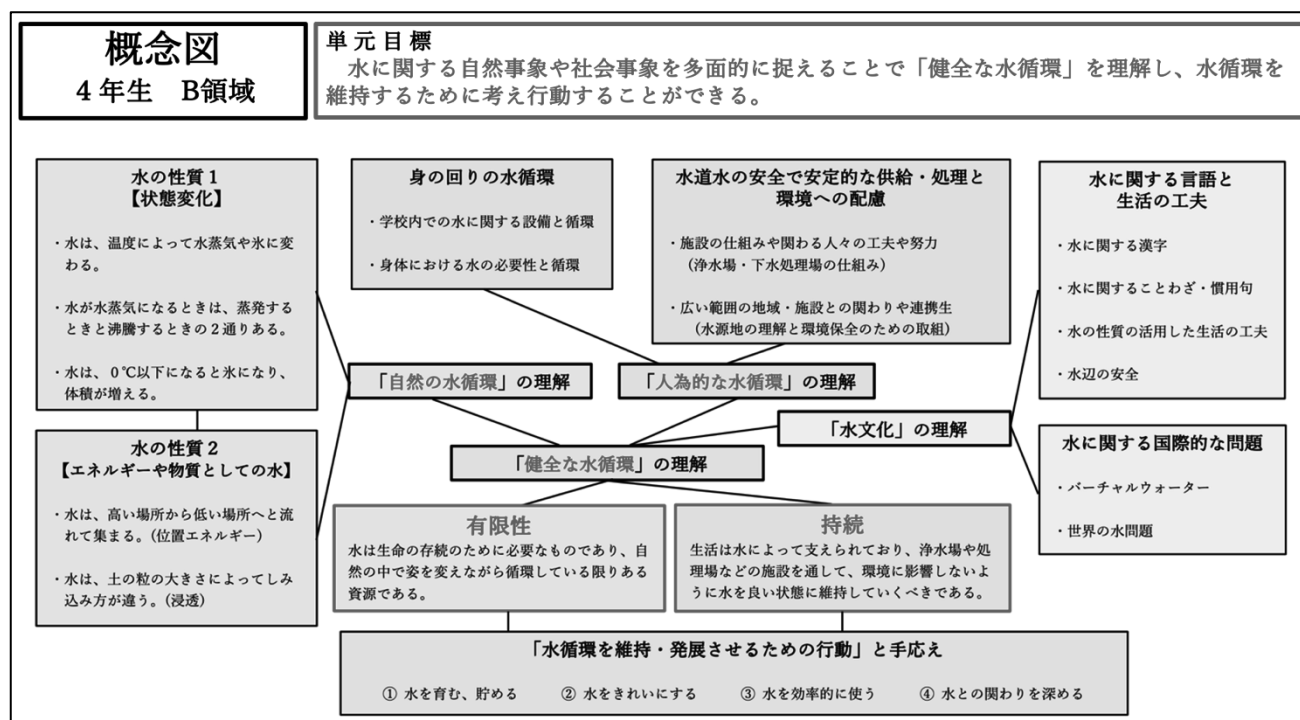 概念図
4年生　B領域
単元目標
水に関する自然事象や社会事象を多面的に捉えることで「健全な水循環」を理解し、水循環を
維持するために考え行動することができる。
水の性質1
【状態変化】
・水は、温度によって水蒸気や氷に変
わる。
・水が水蒸気になるときは、蒸発する
ときと沸騰するときの2通りある。
・水は、0℃以下になると氷になり、
体積が増える。
身の回りの水循環
・学校内での水に関する設備と循環
・身体における水の必要性と循環
水道水の安全で安定的な供給・処理と
環境への配慮
・施設の仕組みや関わる人々の工夫や努力
(浄水場・下水処理場の仕組み)
・広い範囲の地域・施設との関わりや連携生
(水源地の理解と環境保全のための取組)
水に関する言語と
生活の工夫
・水に関する漢字
・水に関することわざ・慣用句
・水の性質の活用した生活の工夫
・水辺の安全
「自然の水循環」の理解
「人為的な水循環」の理解
「水文化」の理解
「健全な水循環」の理解
水の性質2
【エネルギーや物質としての水】
・水は、高い場所から低い場所へと流
れて集まる。(位置エネルギー)
・水は、土の粒の大きさによってしみ
込み方が違う。(浸透)
水に関する国際的な問題
・バーチャルウォーター
・世界の水問題
有限性
水は生命の存続のために必要なものであり、自
然の中で姿を変えながら循環している限りある
資源である。
持続
生活は水によって支えられており、浄水場や処
理場などの施設を通して、環境に影響しないよ
うに水を良い状態に維持していくべきである。
「水循環を維持・発展させるための行動」と手応え
① 水を育む、貯める　② 水をきれいにする　③ 水を効率的に使う　④ 水との関わりを深める